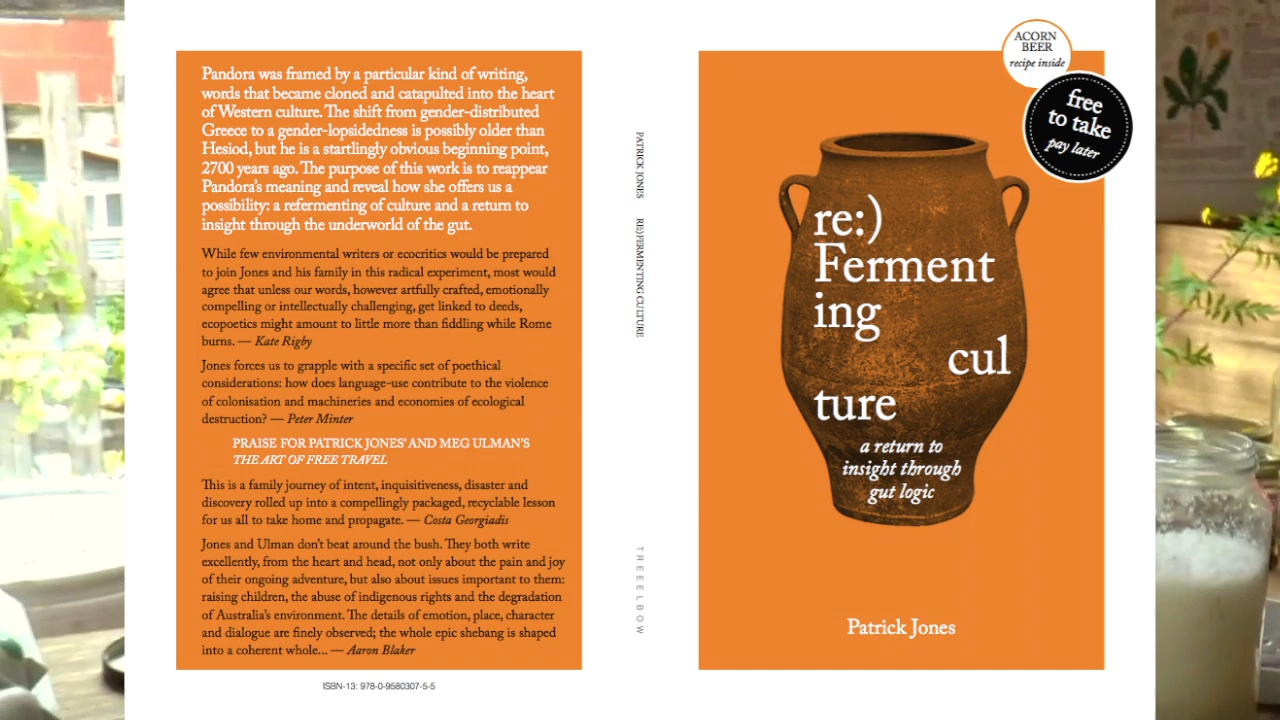 Pandora was framed by a particular kind of writing,
words that became cloned and catapulted into the heart
of Western culture. The shift from gender-distributed
Greece to a gender-lopsidedness is possibly older than
Hesiod, but he is a startlingly obvious beginning point,
2700 years ago. The purpose of this work is to reappear
Pandora's meaning and reveal how she offers us a
possibility: a refermenting of culture and a return to
insight through the underworld of the gut.
While few environmental writers or ecocritics would be prepared
to join Jones and his family in this radical experiment, most would
agree that unless our words, however artfully crafted, emotionally
compelling or intellectually challenging, get linked to deeds,
ecopoetics might amount to little more than fiddling while Rome
burns. — Kate Rigby
Jones forces us to grapple with a specific set of poethical
considerations: how does language-use contribute to the violence
of colonisation and machineries and economies of ecological
destruction? — Peter Minter
PRAISE FOR PATRICK JONES' AND MEG ULMAN'S
THE ART OF FREE TRAVEL
This is a family journey of intent, inquisitiveness, disaster and
discovery rolled up into a compellingly packaged, recyclable lesson
for us all to take home and propagate. — Costa Georgiadis
Jones and Ulman don't beat around the bush. They both write
excellently, from the heart and head, not only about the pain and joy
of their ongoing adventure, but also about issues important to them:
raising children, the abuse of indigenous rights and the degradation
of Australia's environment. The details of emotion, place, character
and dialogue are finely observed; the whole epic shebang is shaped
into a coherent whole... — Aaron Blaker
ISBN-13: 978-0-9580307-5-5
PATRICK JONES RE:)FERMENTING CULTURE
TREEELBOW
ACORN
BEER
recipe inside
free
to take
pay later
re:)
Ferment
ing
cul
ture
a return to
insight through
gut logic
Patrick Jones